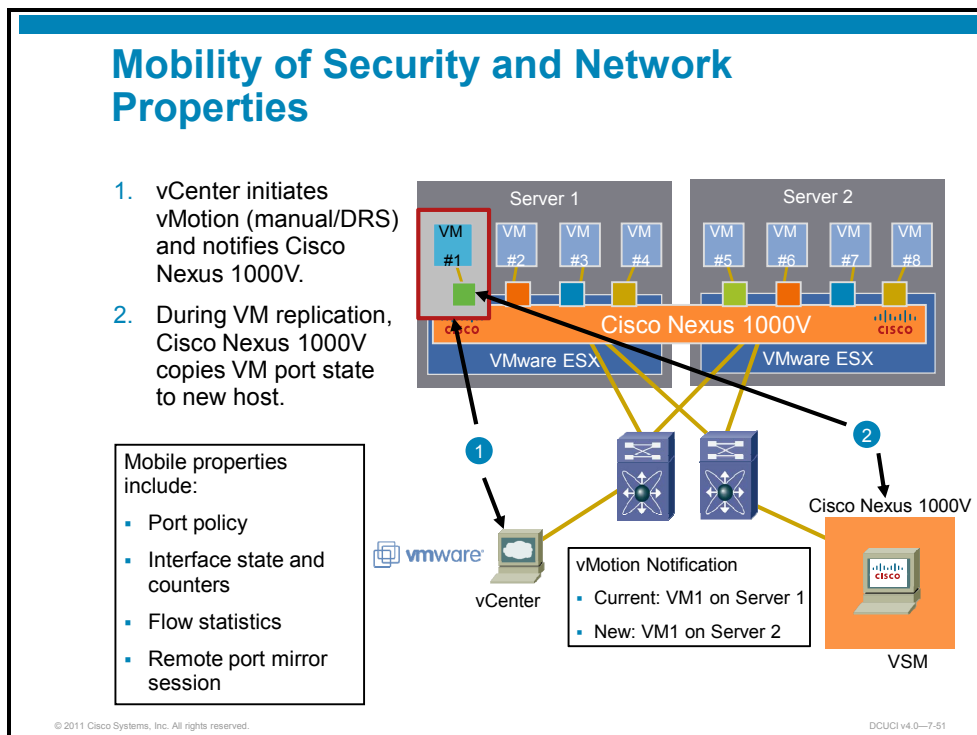 Mobility of Security and Network
Properties
1. vCenter initiates
vMotion (manual/DRS)
and notifies Cisco
Nexus 1000V.
2. During VM replication,
Cisco Nexus 1000V
copies VM port state
to new host.
Mobile properties
include:
▪ Port policy
▪ Interface state and
counters
▪ Flow statistics
▪ Remote port mirror
session
Server 1
Server 2
VM
#1
VM
#2
VM
#3
VM
#4
VM
#5
VM
#6
VM
#7
VM
#8
CISCO
Cisco Nexus 1000V
CISCO
VMware ESX
VMware ESX
1
2
vmware
vCenter
vMotion Notification
▪ Current: VM1 on Server 1
▪ New: VM1 on Server 2
Cisco Nexus 1000V
CISCO
VSM
© 2011 Cisco Systems, Inc. All rights reserved.
DCUCI v4.0—7-51